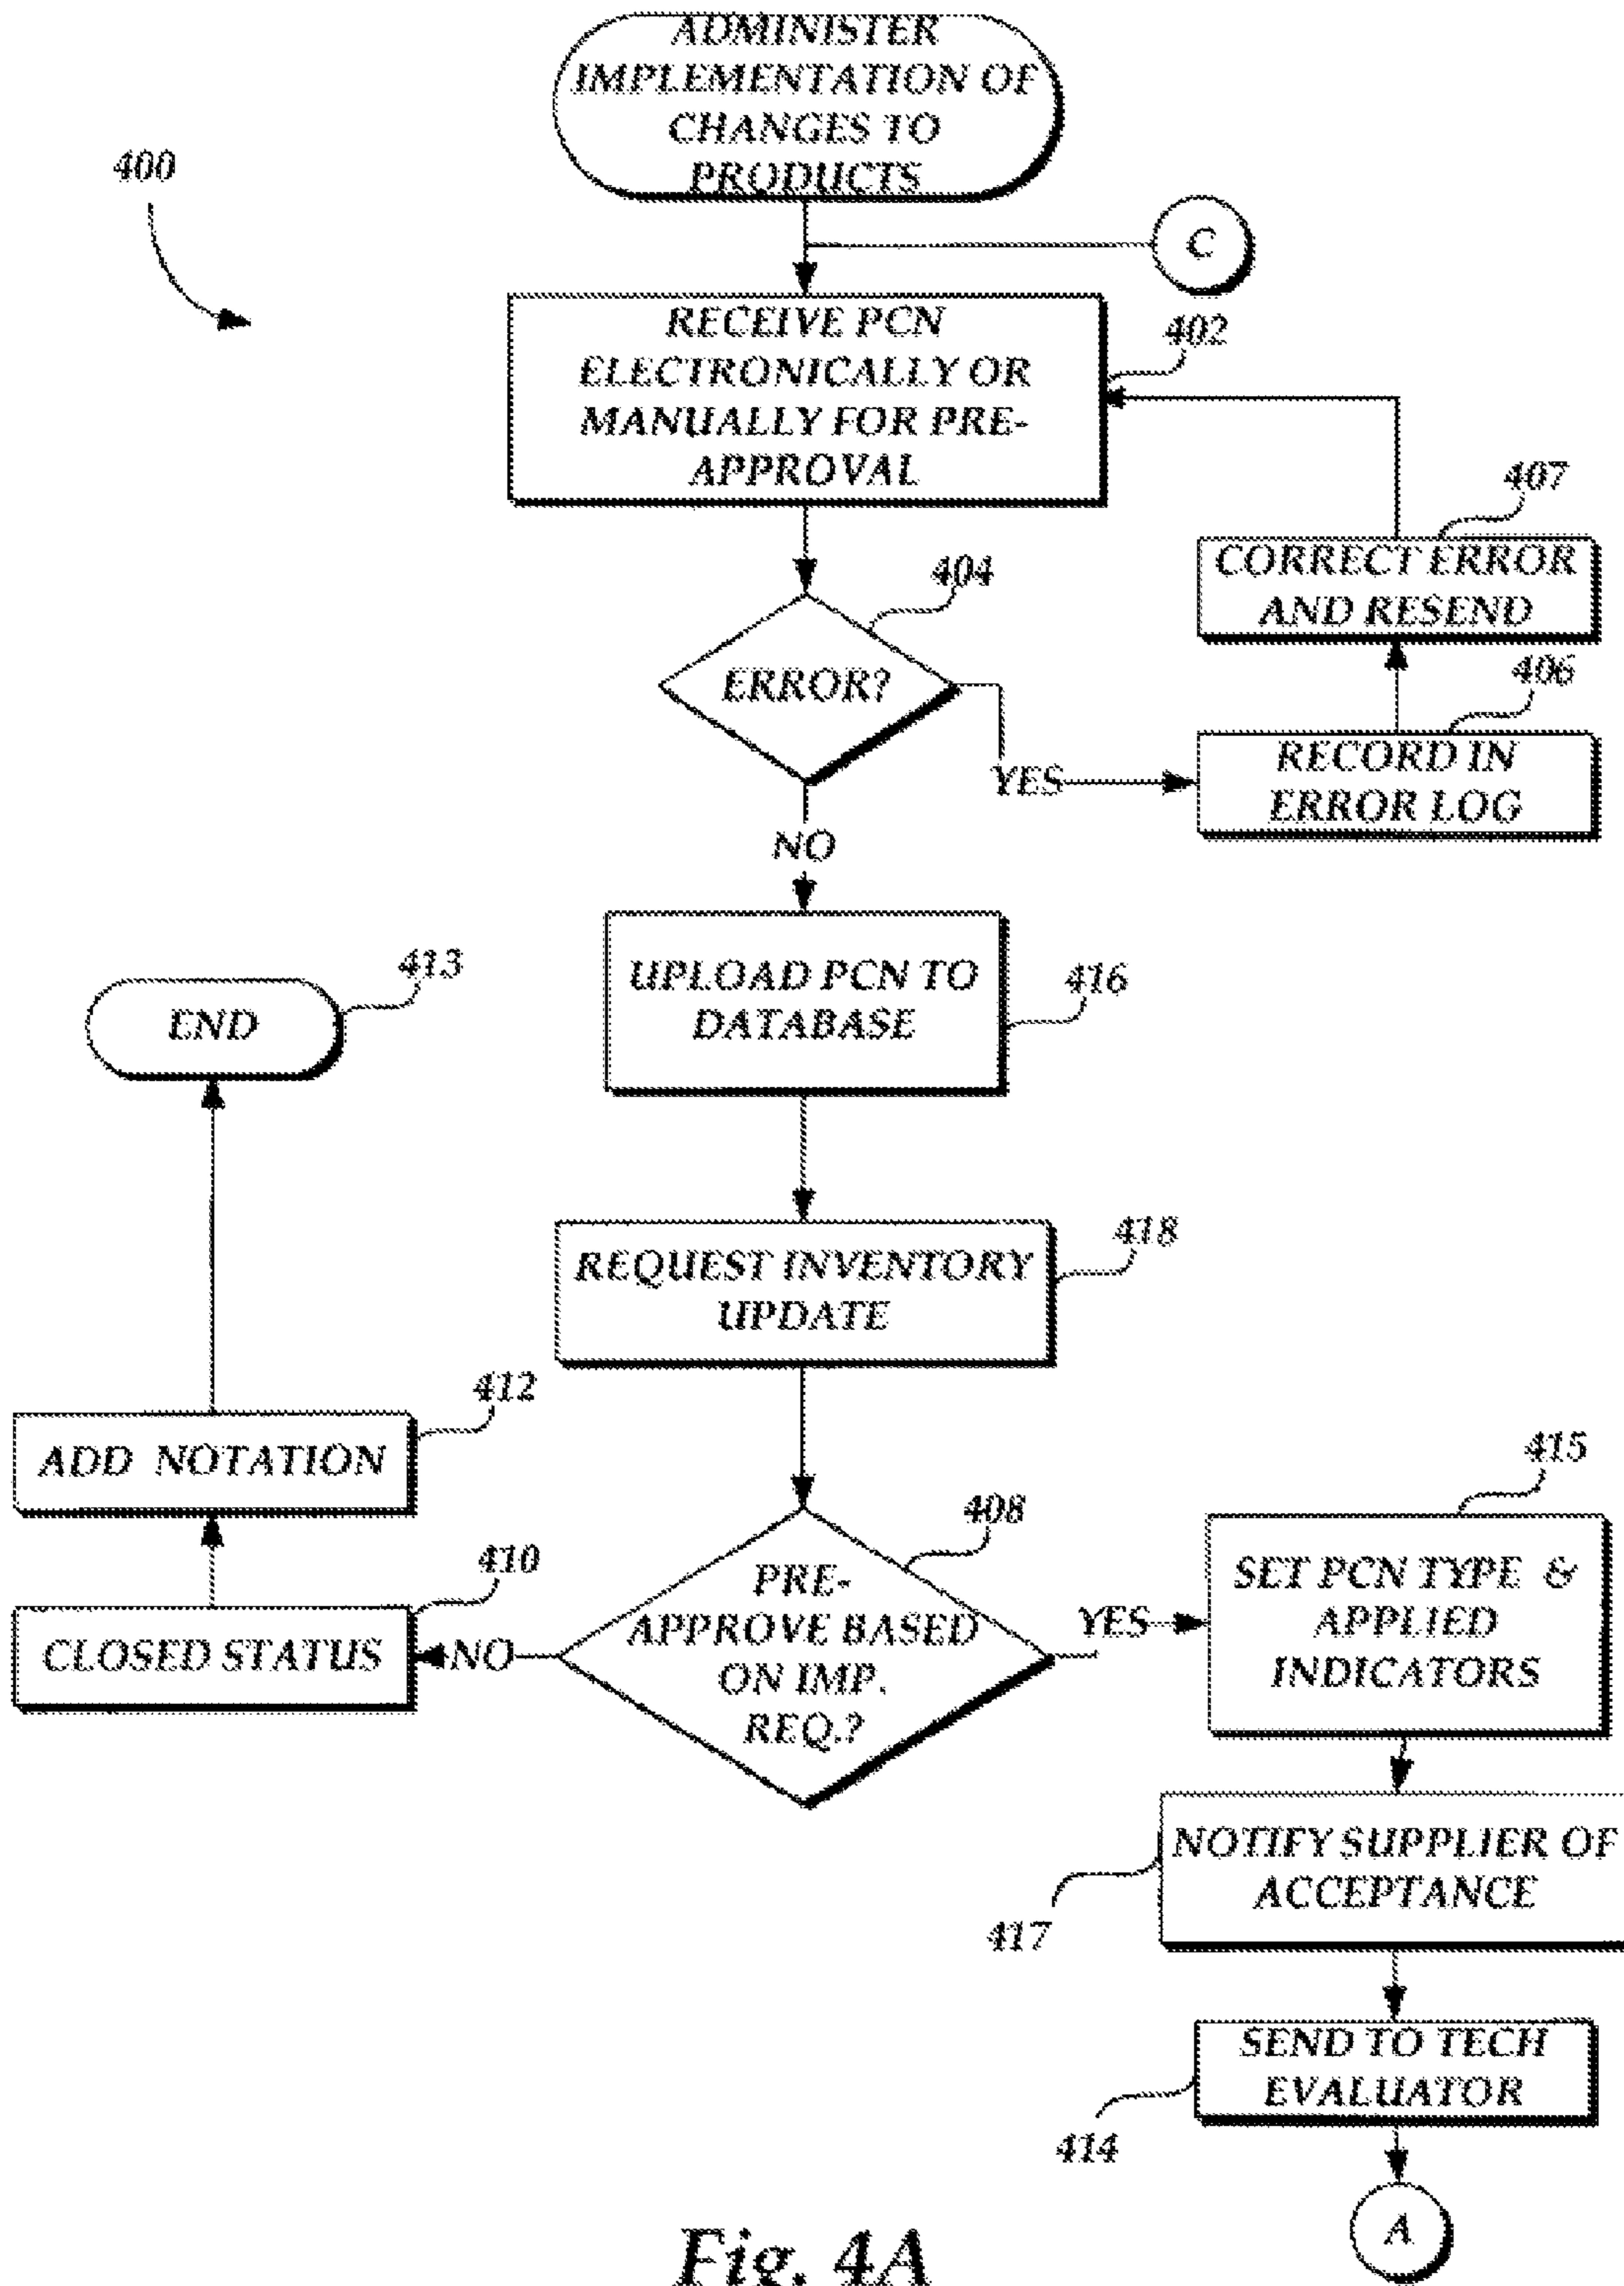 ADMINISTER
IMPLEMENTATION OF
CHANGES TO
PRODUCTS
400
C
RECEIVE PCN
ELECTRONICALLY OR
MANUALLY FOR PRE-
APPROVAL
402
407
CORRECT ERROR
AND RESEND
404
ERROR?
406
YES
RECORD IN
ERROR LOG
NO
413
END
UPLOAD PCN TO
DATABASE
416
418
REQUEST INVENTORY
UPDATE
412
ADD NOTATION
415
408
410
CLOSED STATUS
NO
PRE-
APPROVE BASED
ON IMP.
REQ.?
YES
SET PCN TYPE &
APPLIED
INDICATORS
NOTIFY SUPPLIER OF
ACCEPTANCE
417
SEND TO TECH
EVALUATOR
414
A
Fig. 4A